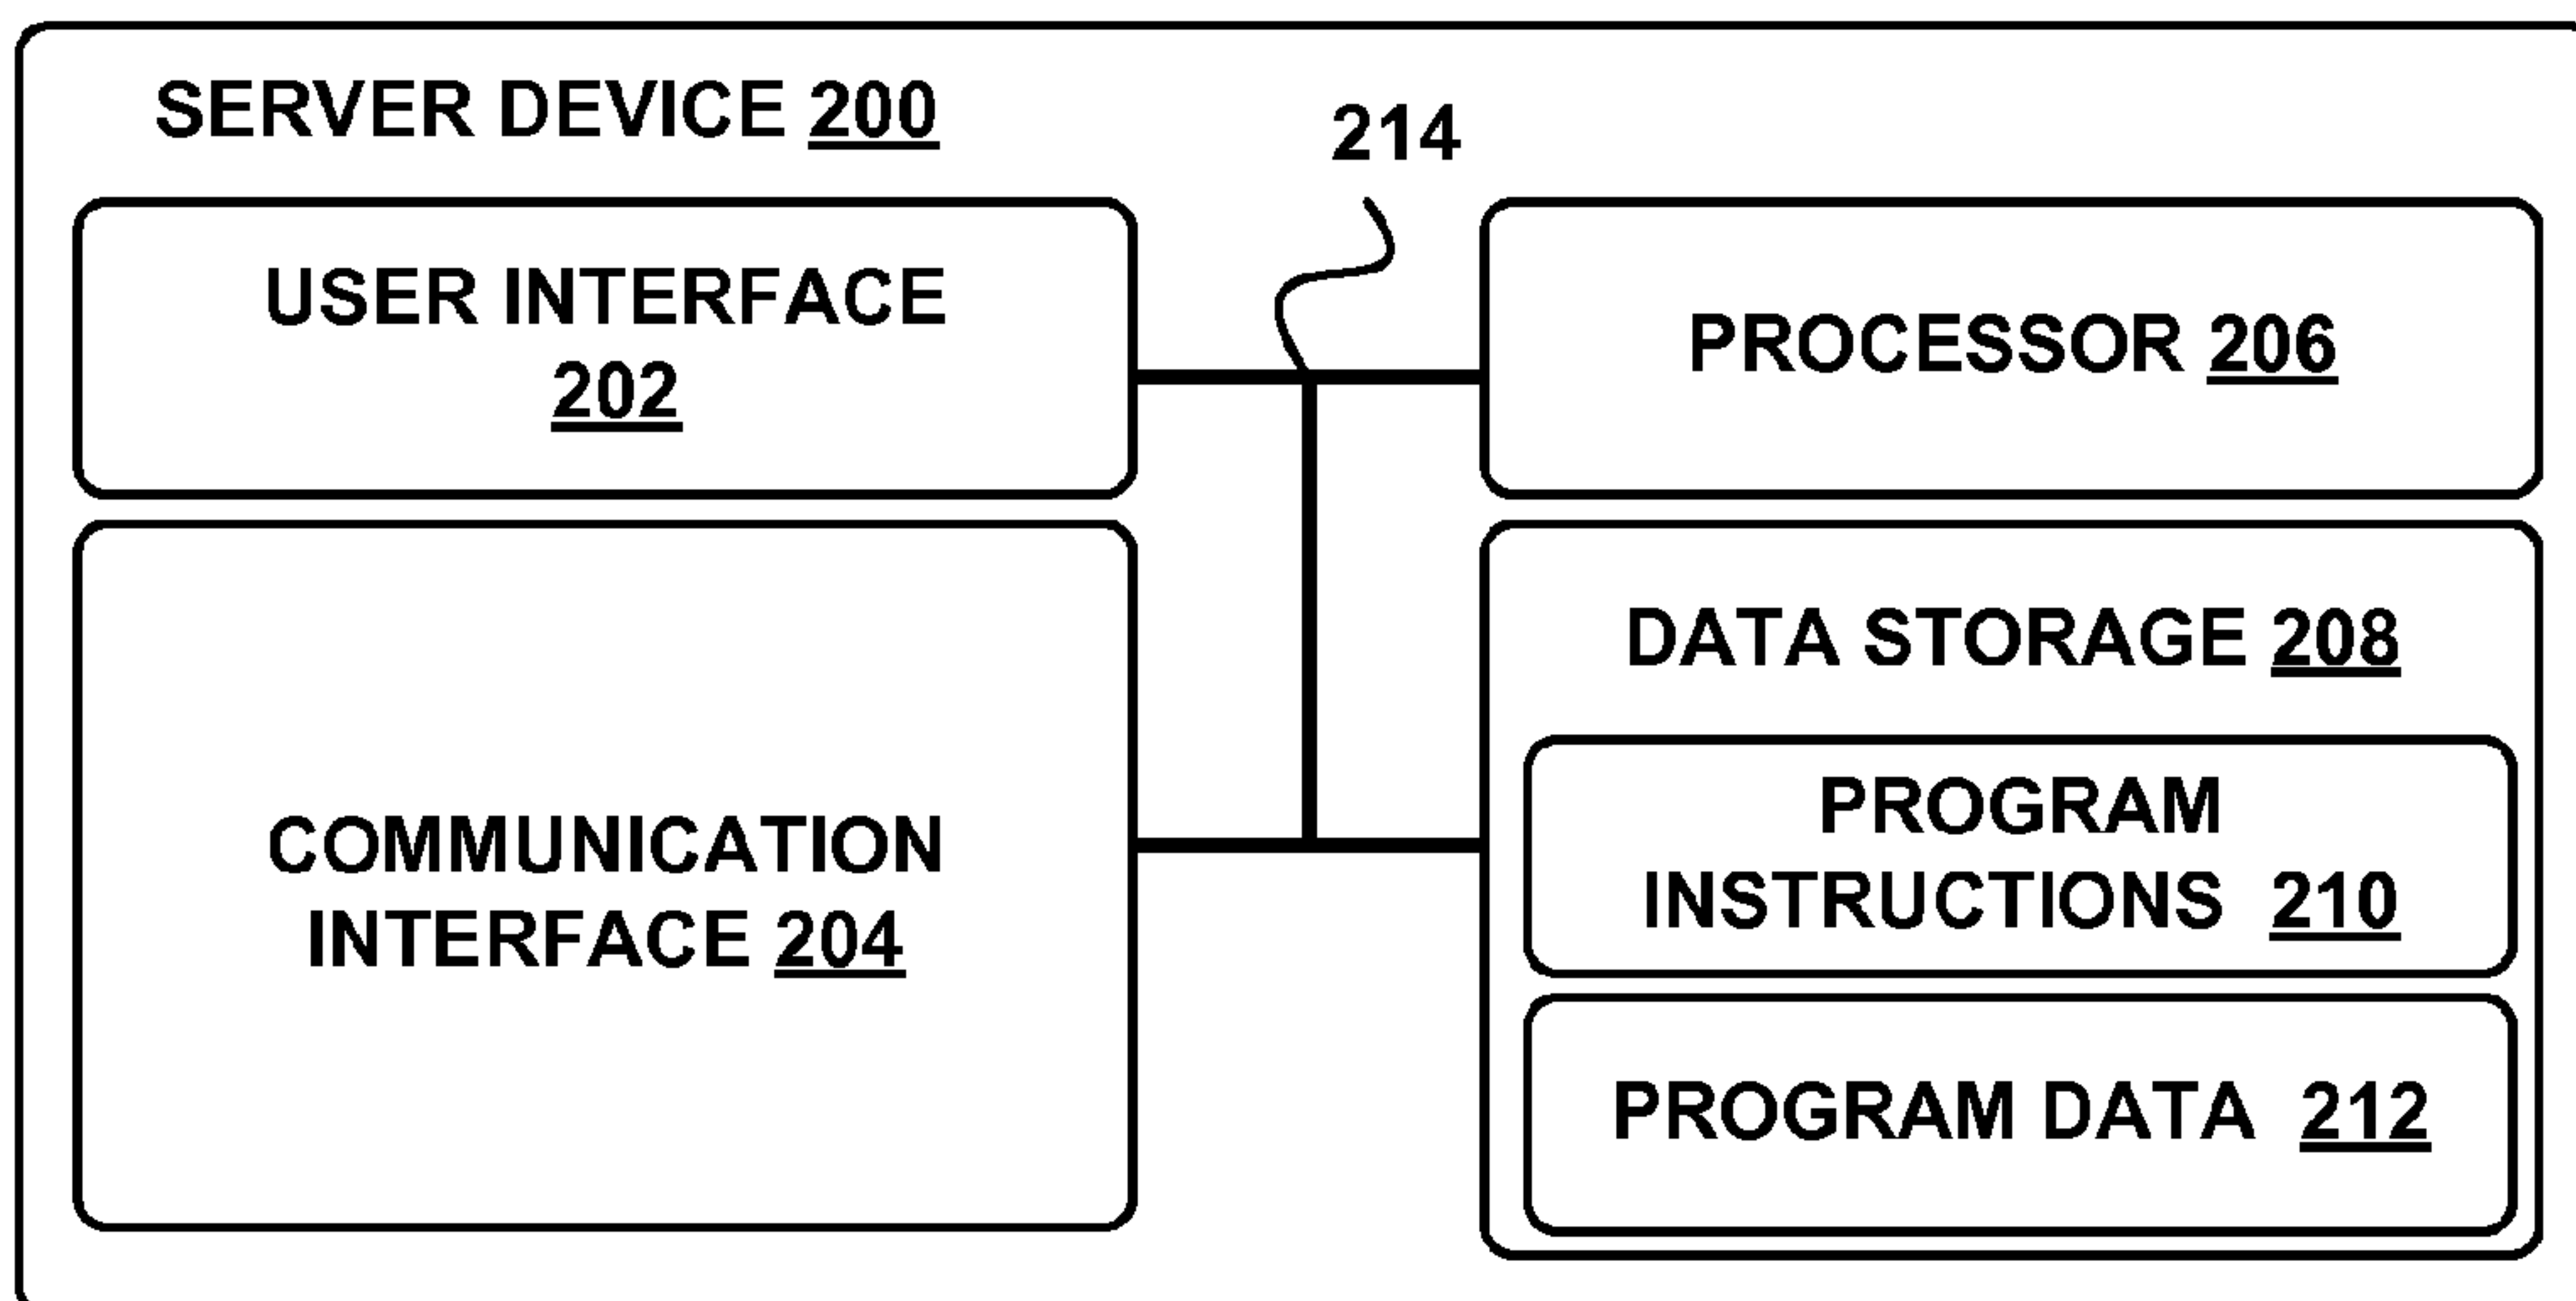 SERVER DEVICE 200
214
USER INTERFACE
202
PROCESSOR 206
COMMUNICATION
INTERFACE 204
DATA STORAGE 208
PROGRAM
INSTRUCTIONS 210
PROGRAM DATA 212